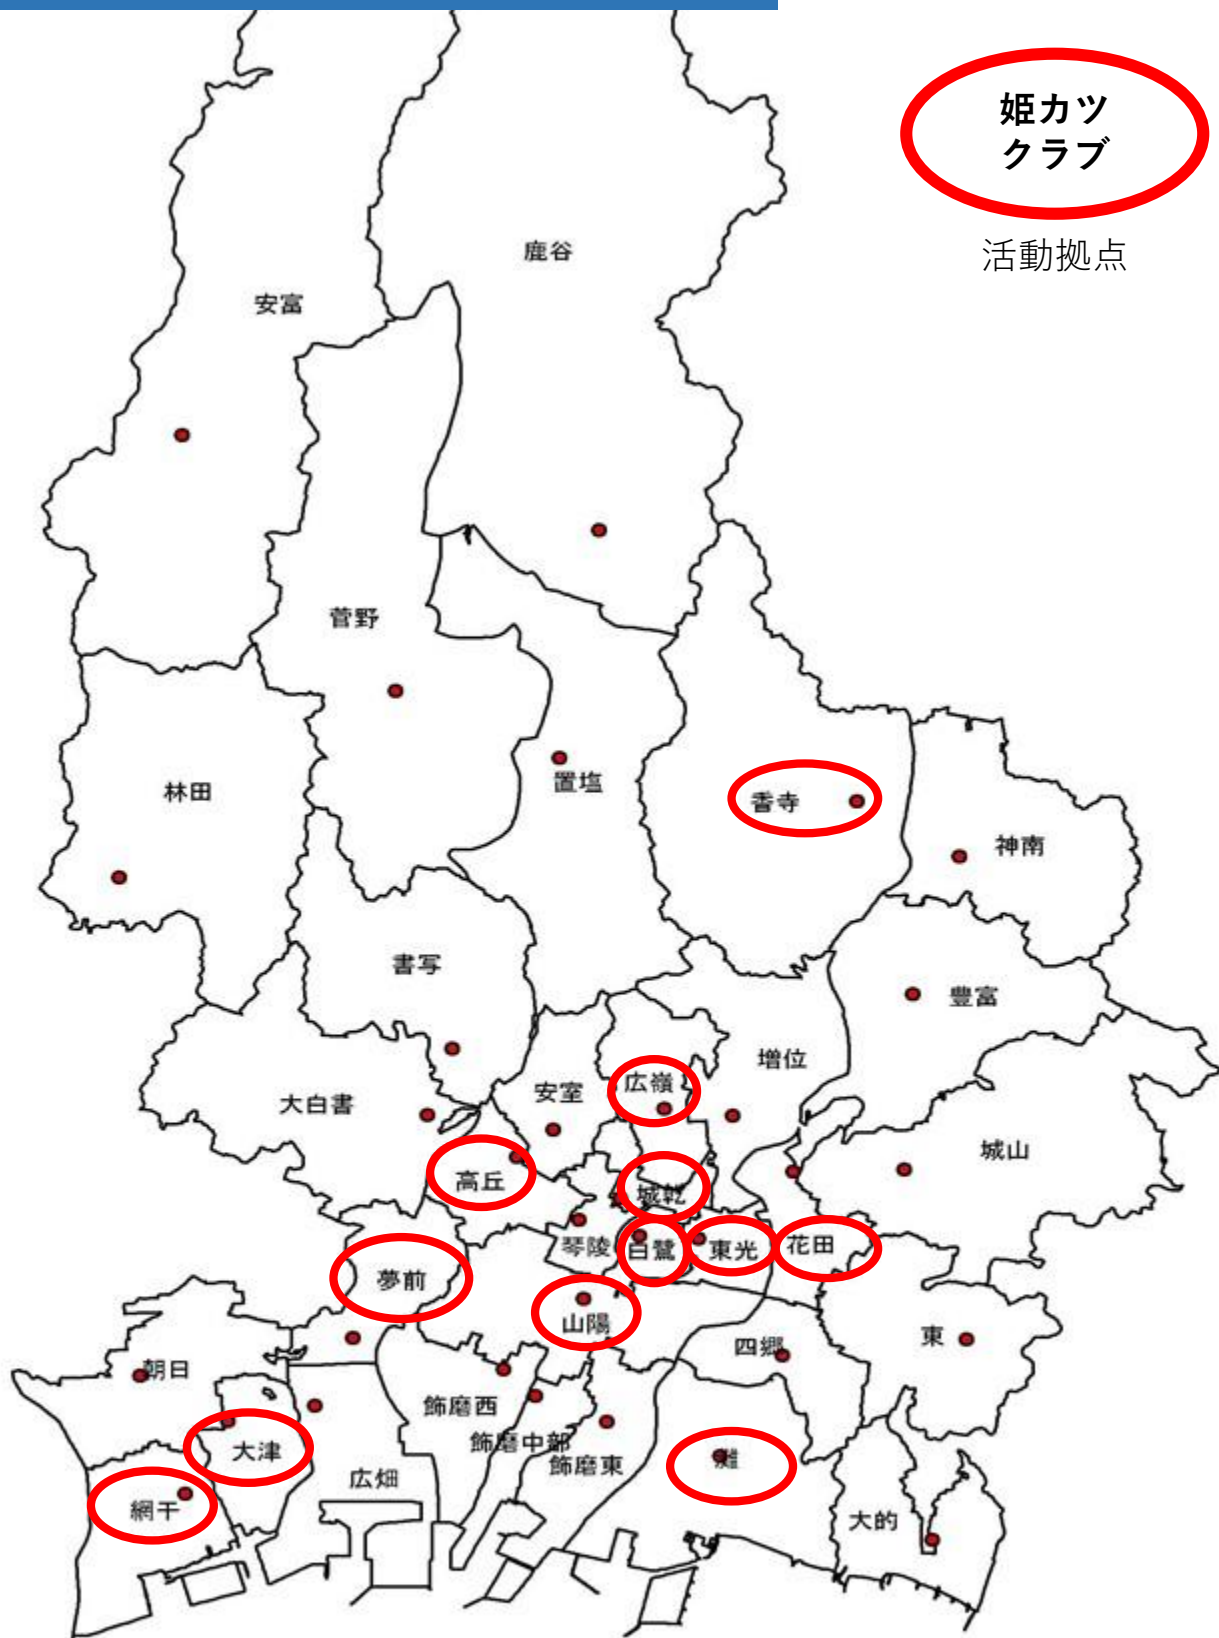 姫カツ
クラブ
活動拠点
鹿谷
安富
菅野
置塩
林田
香寺
神南
書写
豊富
増位
広嶺
安室
大白書
城山
高丘
城乾
琴陵
白鷺
東光
花田
夢前
山陽
四郷
東
朝日
飾磨西
飾磨中部
飾磨東
大津
灘
広畑
網干
大的